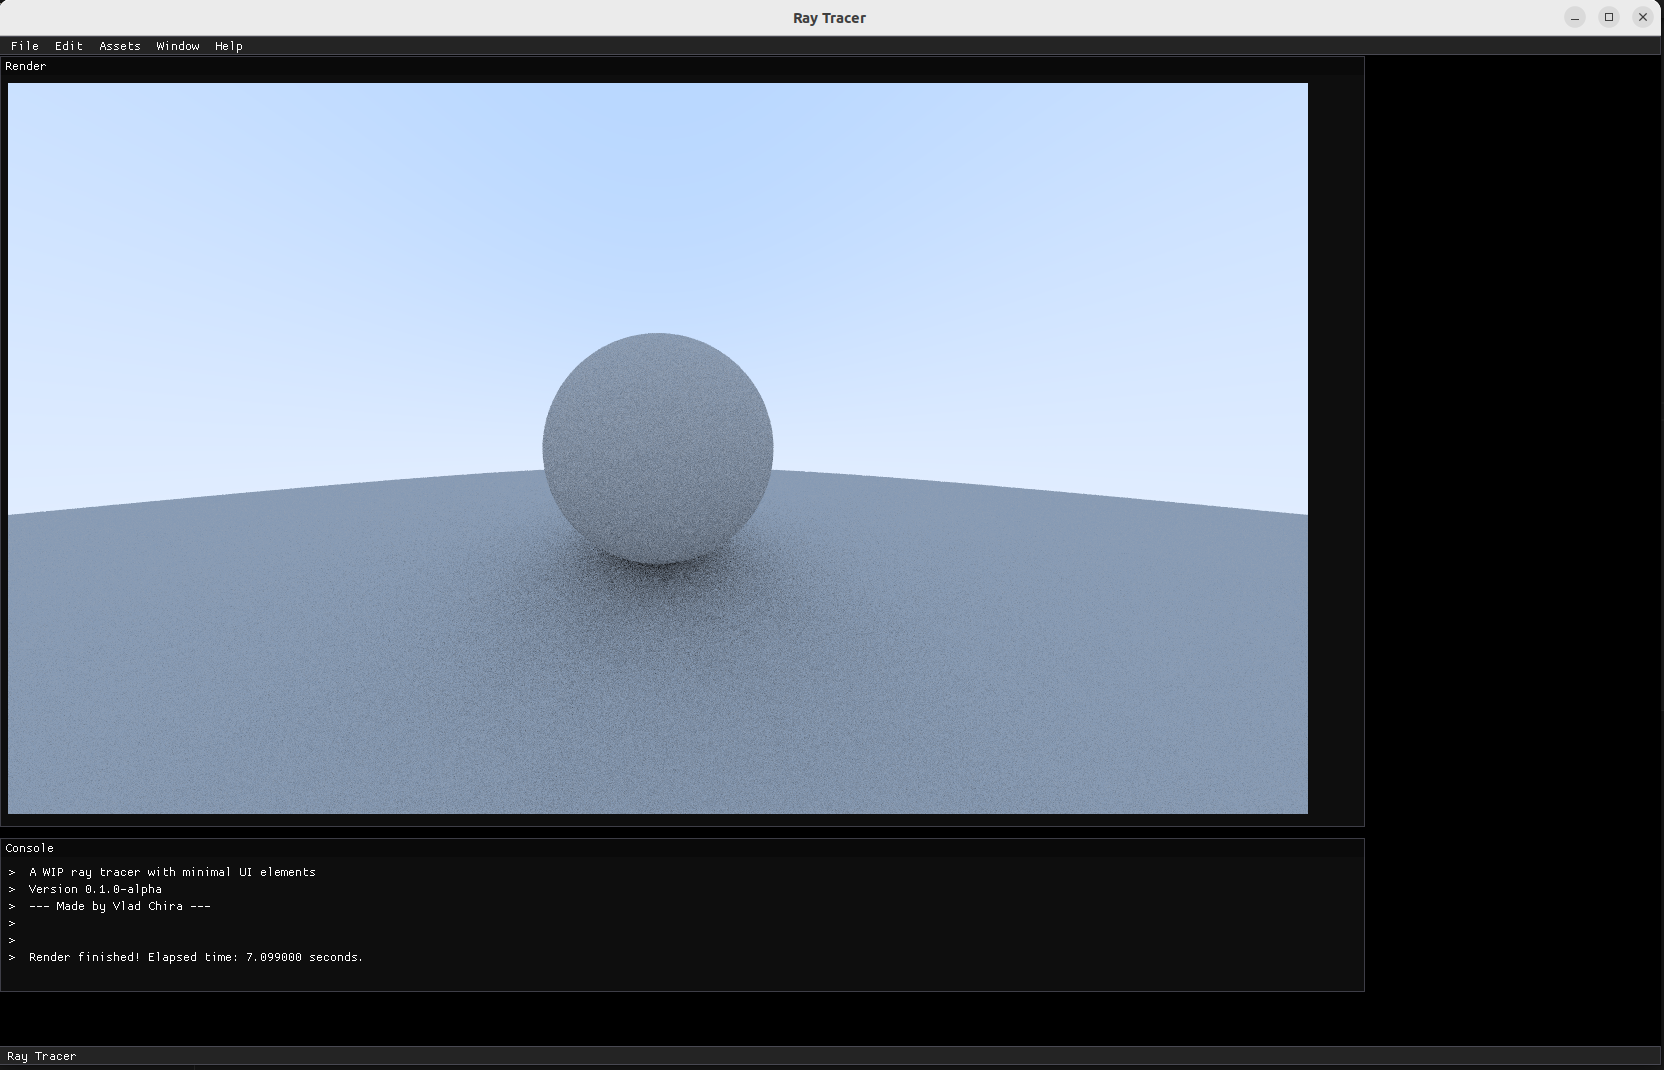 Ray Tracer
File Edit Assets Window Help
Render
Console
> A WIP ray tracer with minimal UI elements
> Version 0.1.0-alpha
> --- Made by Vlad Chira ---
>
>
> Render finished! Elapsed time: 7.099000 seconds.
Ray Tracer